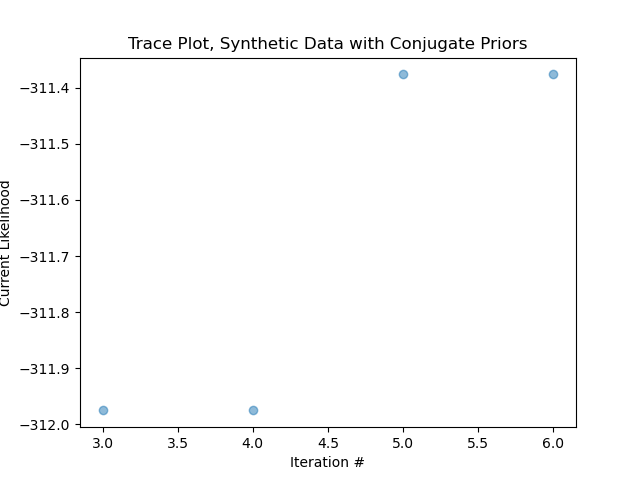 Trace Plot, Synthetic Data with Conjugate Priors
Current Likelihood
−311.4
−311.5
−311.6
−311.7
−311.8
−311.9
−312.0
3.0 3.5 4.0 4.5 5.0 5.5 6.0
Iteration #